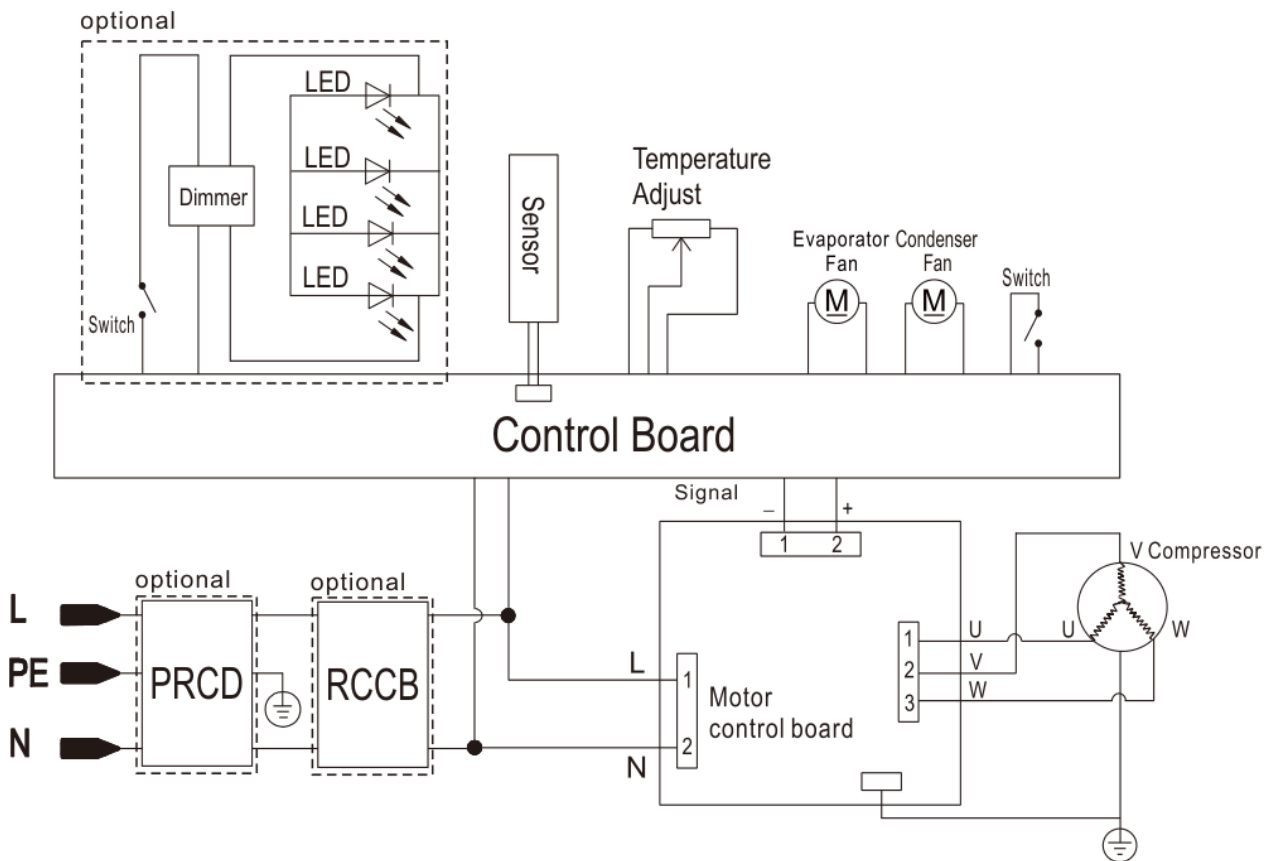 optional
LED
LED
LED
LED
Dimmer
Switch
Sensor
Temperature
Adjust
Evaporator
Fan
Condenser
Fan
M
M
Switch
Control Board
Signal
– +
1 2
optional
optional
L
PE
N
PRCD
RCCB
L
N
1
2
Motor
control board
1
2
3
U
V
W
U
V Compressor
W